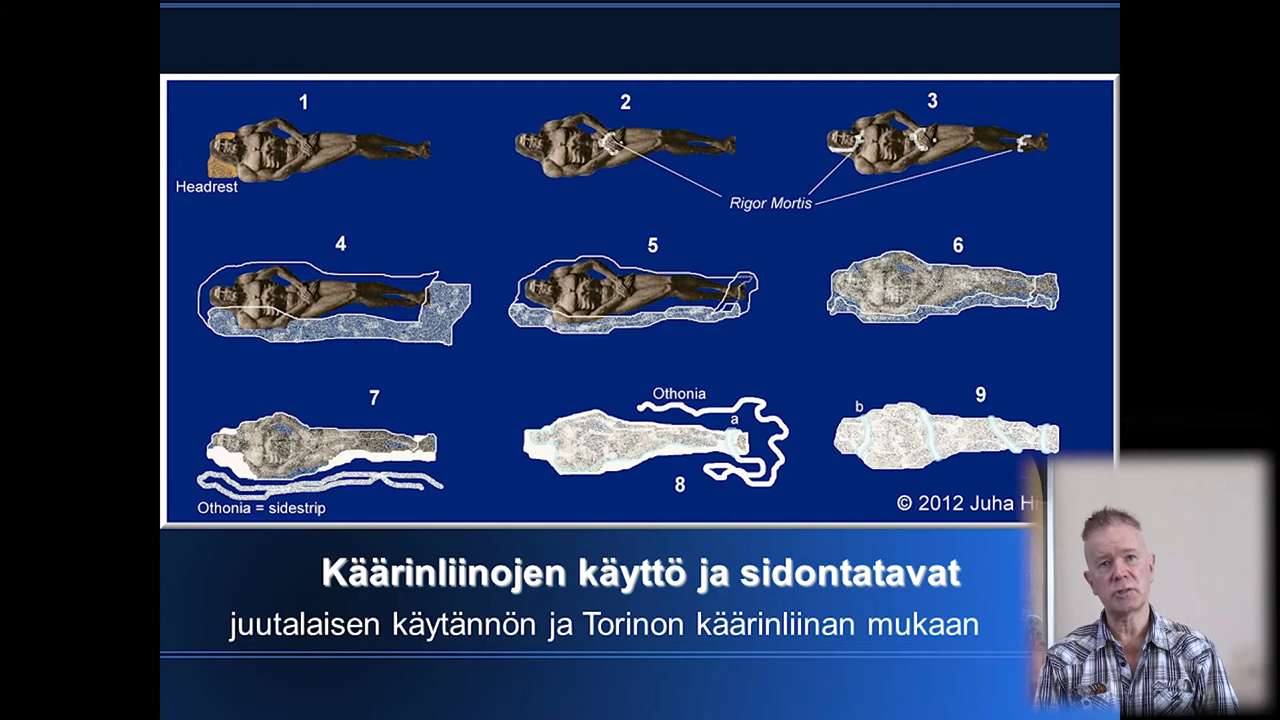 1
2
3
Headrest
Rigor Mortis
4
5
6
7
Othonia
a
b
9
8
Othonia = sidestrip
© 2012 Juha
Käärinliinojen käyttö ja sidontatavat
juutalaisen käytännön ja Torinon käärinliinan mukaan